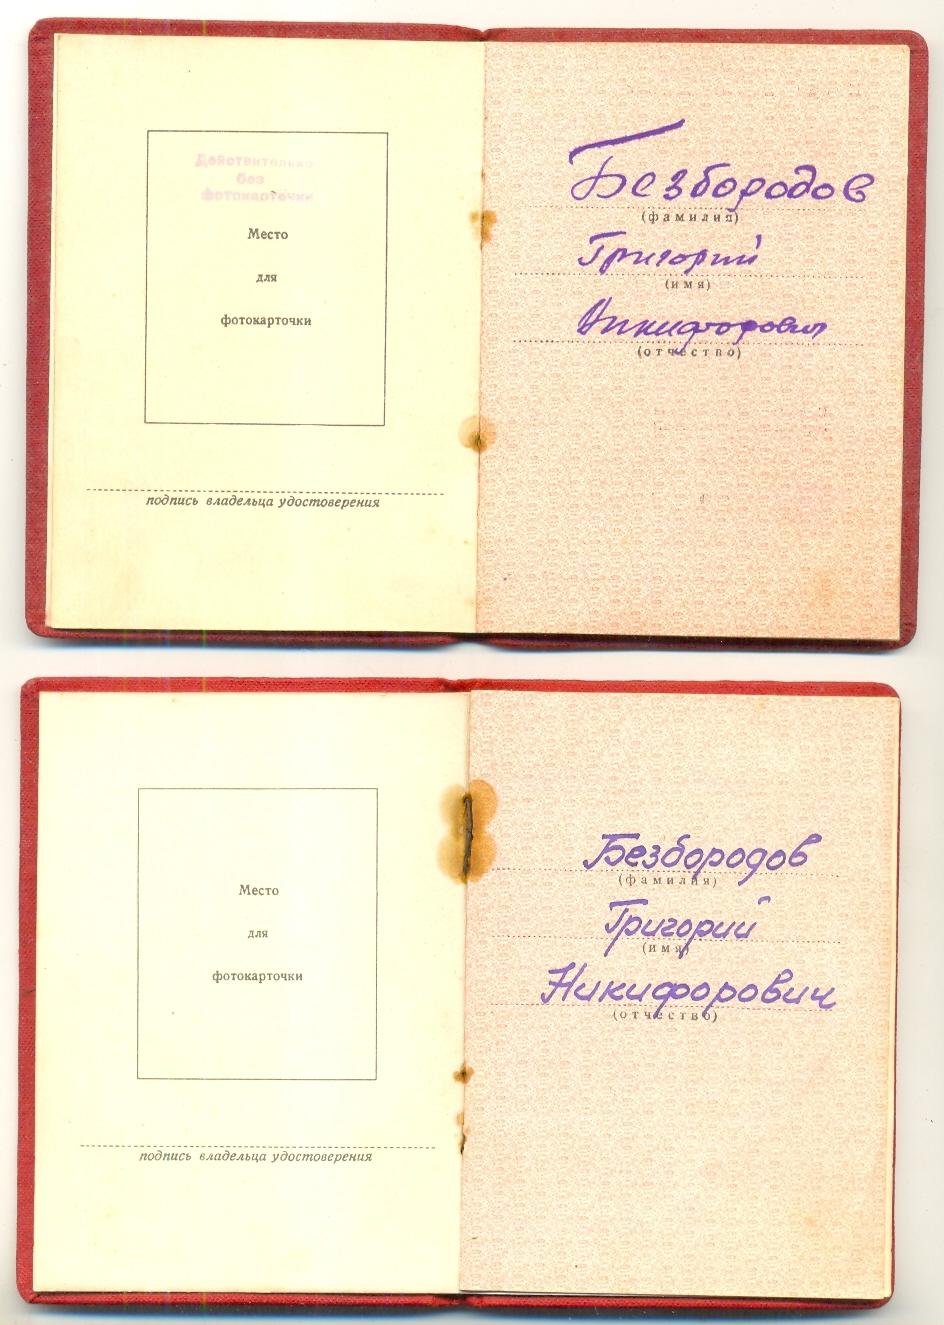 Действительно
без
фотокарточки
Место
для
фотокарточки
подпись владельца удостоверения
Безбородов
(фамилия)
Григорий
(имя)
Никифорович
(отчество)
Место
для
фотокарточки
подпись владельца удостоверения
Безбородов
(фамилия)
Григорий
(имя)
Никифорович
(отчество)